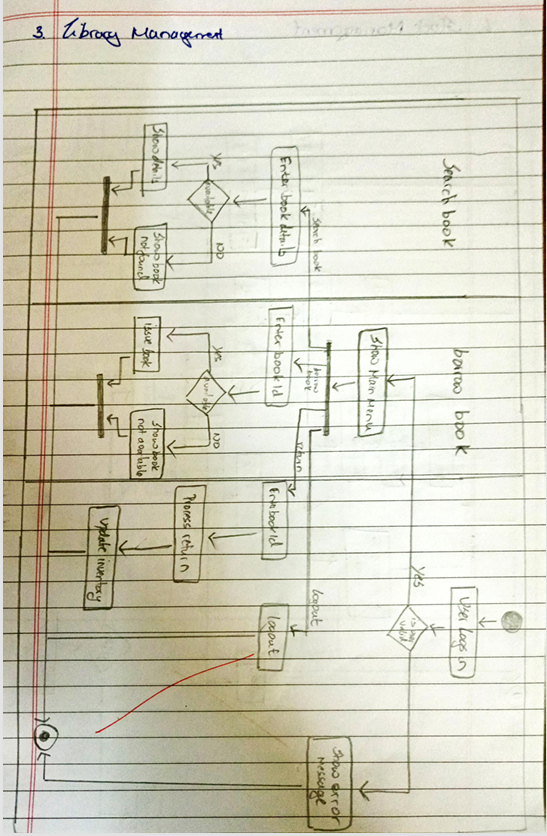 3. Library Management
Search book
borrow book
User Logs in
is log
valid
Yes
Show Main Menu
Show error
message
Search book
borrow
book
return
logout
Enter book details
available
yes
NO
Show details
Show book
not found
Enter book Id
available
yes
NO
issue book
Show book
not available
Enter book Id
Process return
Update inventory
logout